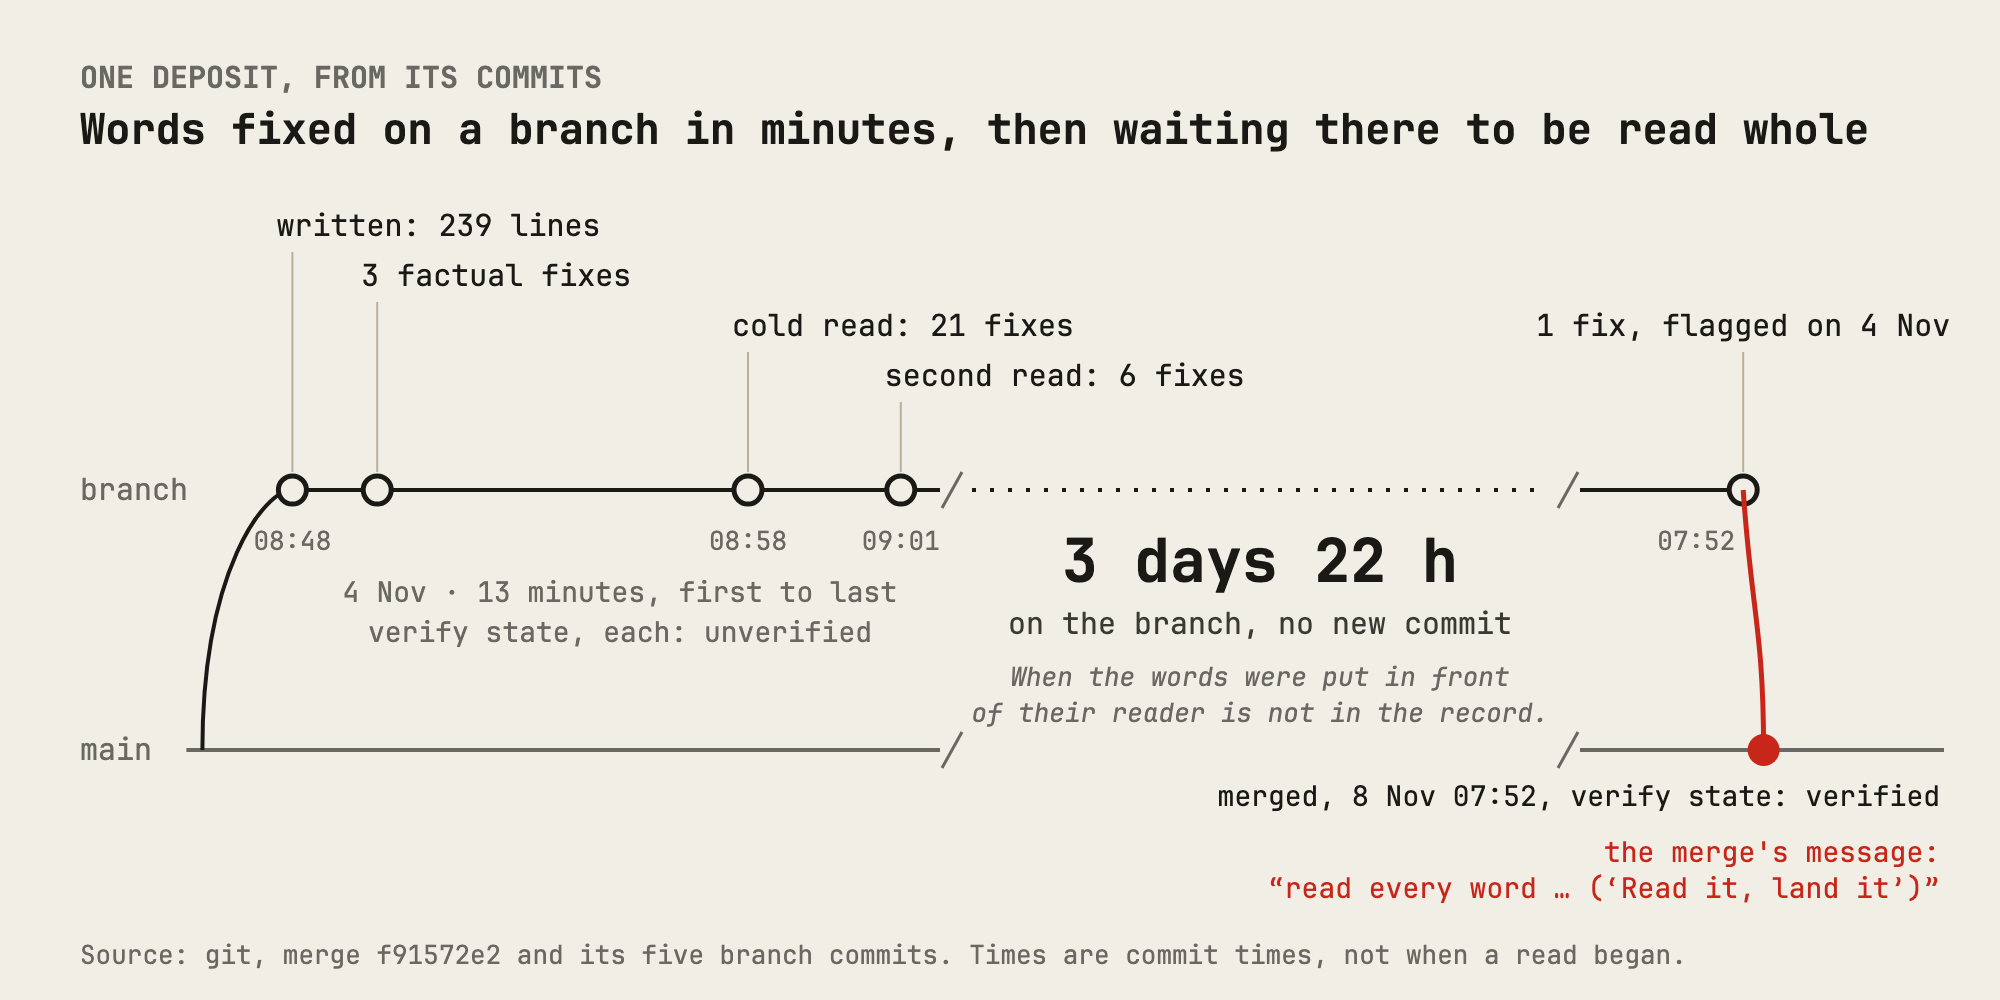 ONE DEPOSIT, FROM ITS COMMITS
Words fixed on a branch in minutes, then waiting there to be read whole
written: 239 lines
3 factual fixes
cold read: 21 fixes
1 fix, flagged on 4 Nov
second read: 6 fixes
branch
08:48
08:58
09:01
07:52
3 days 22 h
4 Nov · 13 minutes, first to last
verify state, each: unverified
on the branch, no new commit
When the words were put in front
of their reader is not in the record.
main
merged, 8 Nov 07:52, verify state: verified
the merge's message:
“read every word … (‘Read it, land it’)”
Source: git, merge f91572e2 and its five branch commits. Times are commit times, not when a read began.